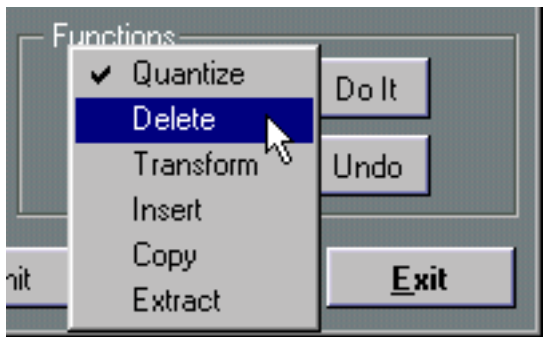 Functions
Quantize
Do It
Delete
Transform
Undo
Insert
Copy
Exit
Extract